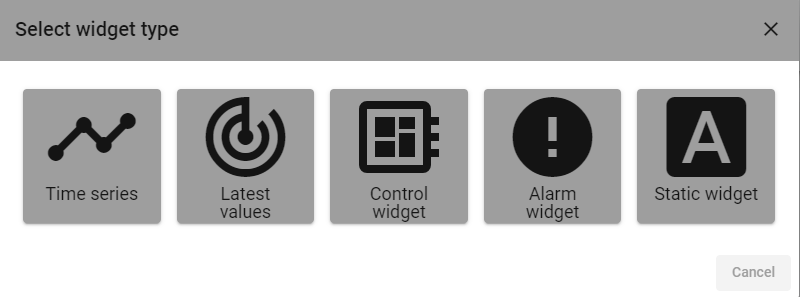 Select widget type
Time series
Latest
values
Control
widget
Alarm
widget
A
Static widget
Cancel